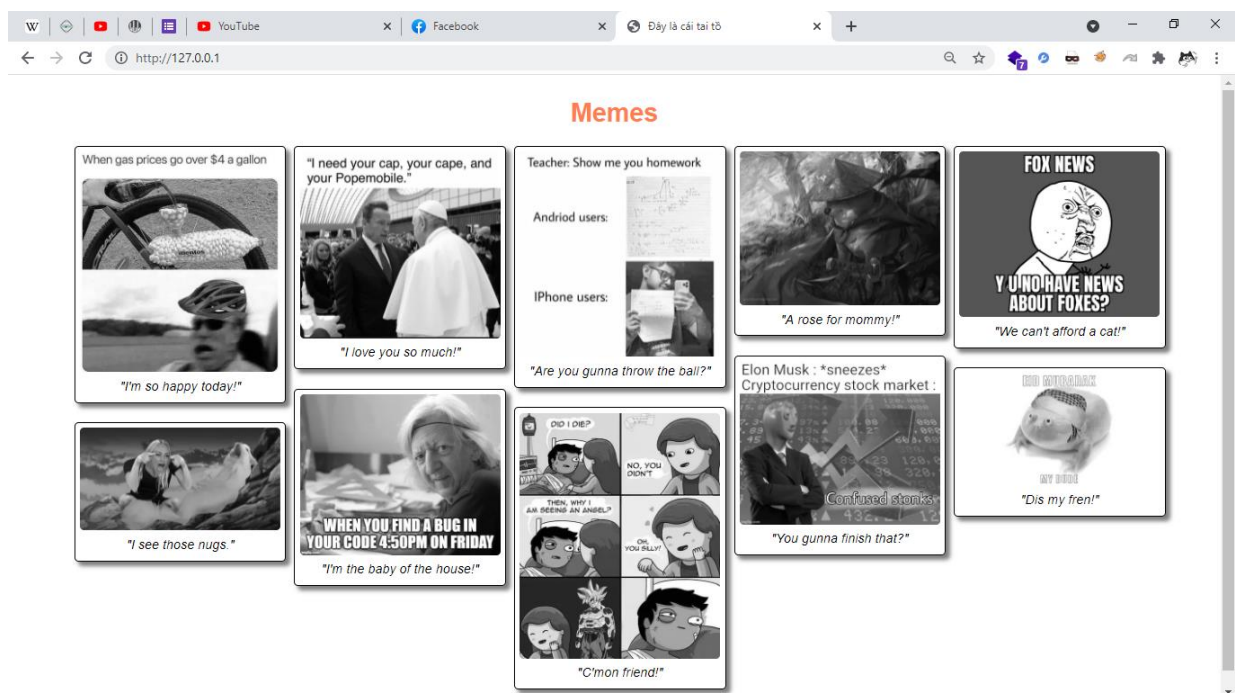 YouTube
Facebook
Đây là cái tai tõ
http://127.0.0.1
7
Memes
When gas prices go over $4 a gallon
memes
"I'm so happy today!"
"I see those nugs."
"I need your cap, your cape, and
your Popemobile."
"I love you so much!"
WHEN YOU FIND A BUG IN
YOUR CODE 4:50PM ON FRIDAY
"I'm the baby of the house!"
Teacher: Show me you homework
Andriod users:
IPhone users:
"Are you gunna throw the ball?"
DID I DIE?
NO, YOU
DIDN'T
THEN, WHY I
AM SEEING AN ANGEL?
OH,
YOU SILLY!
"C'mon friend!"
"A rose for mommy!"
Elon Musk : *sneezes*
Cryptocurrency stock market :
Confused stonks
"You gunna finish that?"
FOX NEWS
Y U NO HAVE NEWS
ABOUT FOXES?
"We can't afford a cat!"
EID MUBARAK
MY DUDE
"Dis my fren!"